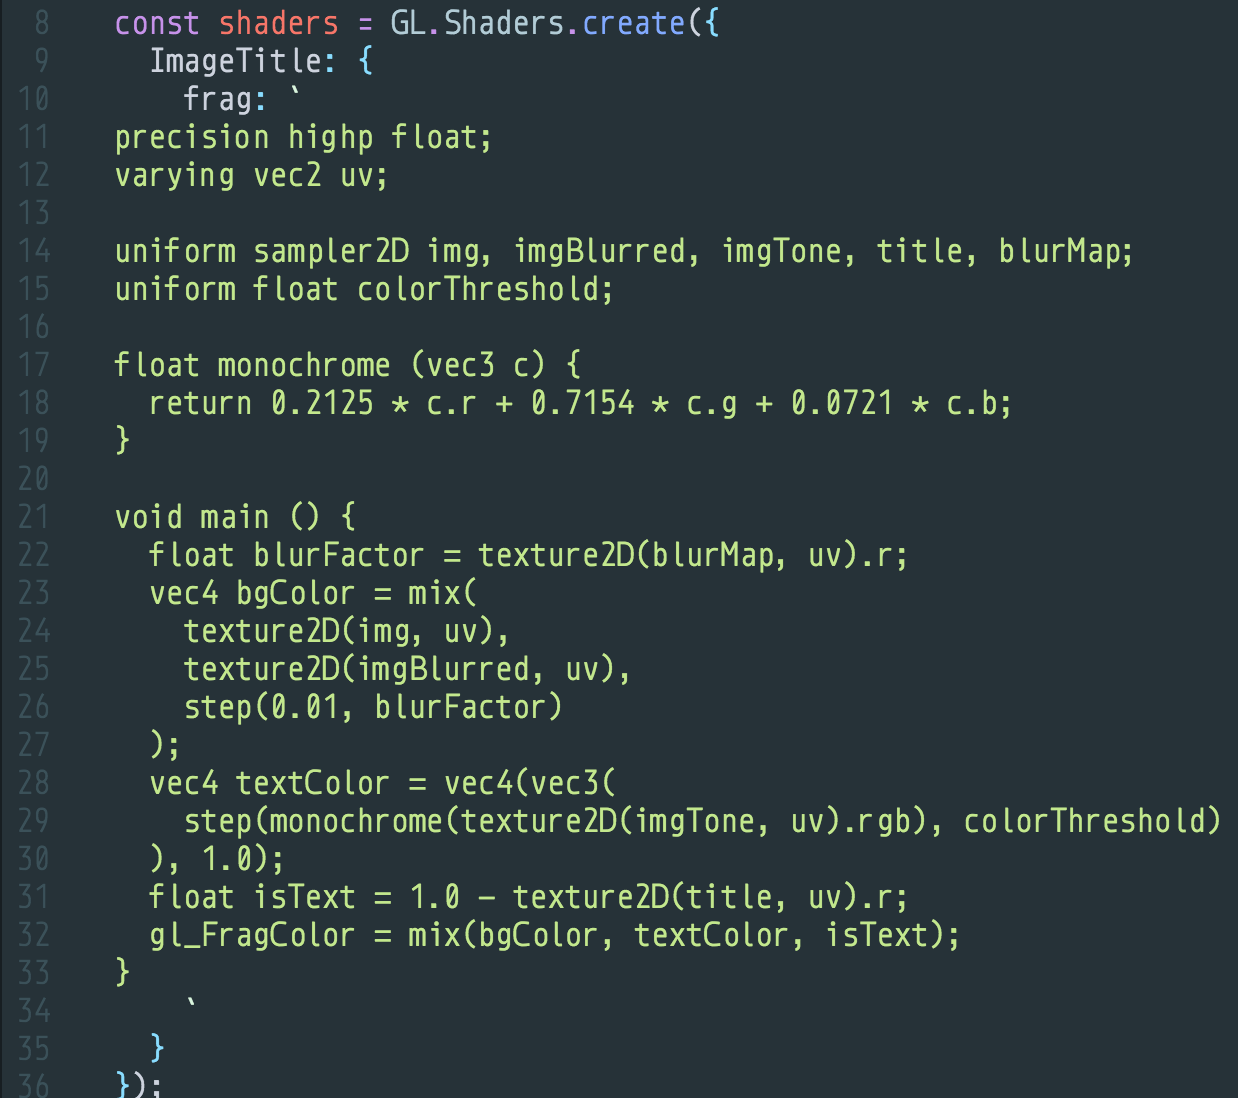 8 const shaders = GL.Shaders.create({
9 ImageTitle: {
10 frag: `
11 precision highp float;
12 varying vec2 uv;
13
14 uniform sampler2D img, imgBlurred, imgTone, title, blurMap;
15 uniform float colorThreshold;
16
17 float monochrome (vec3 c) {
18 return 0.2125 * c.r + 0.7154 * c.g + 0.0721 * c.b;
19 }
20
21 void main () {
22 float blurFactor = texture2D(blurMap, uv).r;
23 vec4 bgColor = mix(
24 texture2D(img, uv),
25 texture2D(imgBlurred, uv),
26 step(0.01, blurFactor)
27 );
28 vec4 textColor = vec4(vec3(
29 step(monochrome(texture2D(imgTone, uv).rgb), colorThreshold)
30 ), 1.0);
31 float isText = 1.0 - texture2D(title, uv).r;
32 gl_FragColor = mix(bgColor, textColor, isText);
33 }
34 `
35 }
36 });